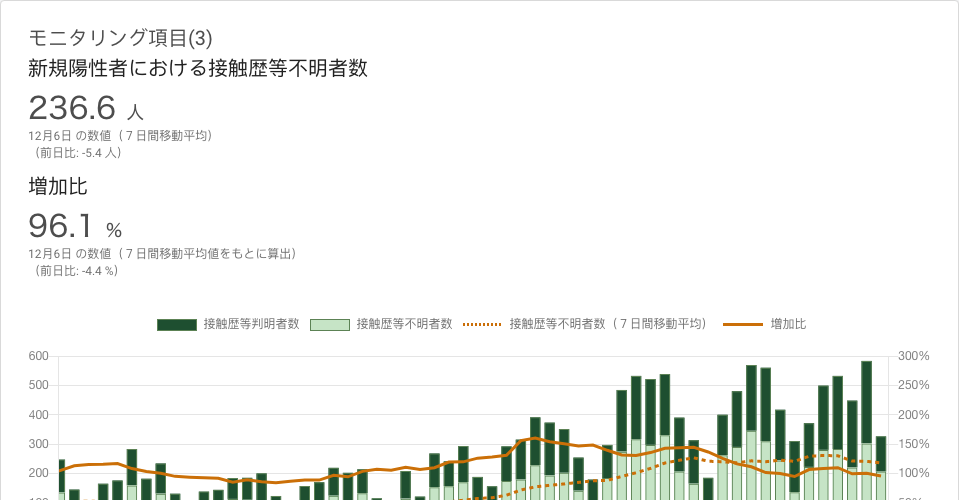 モニタリング項目(3)
新規陽性者における接触歴等不明者数
236.6 人
12月6日 の数値（７日間移動平均）
（前日比: -5.4 人）
増加比
96.1 %
12月6日 の数値（７日間移動平均値をもとに算出）
（前日比: -4.4 %）
接触歴等判明者数 接触歴等不明者数 接触歴等不明者数（７日間移動平均） 増加比
600 300%
500 250%
400 200%
300 150%
200 100%